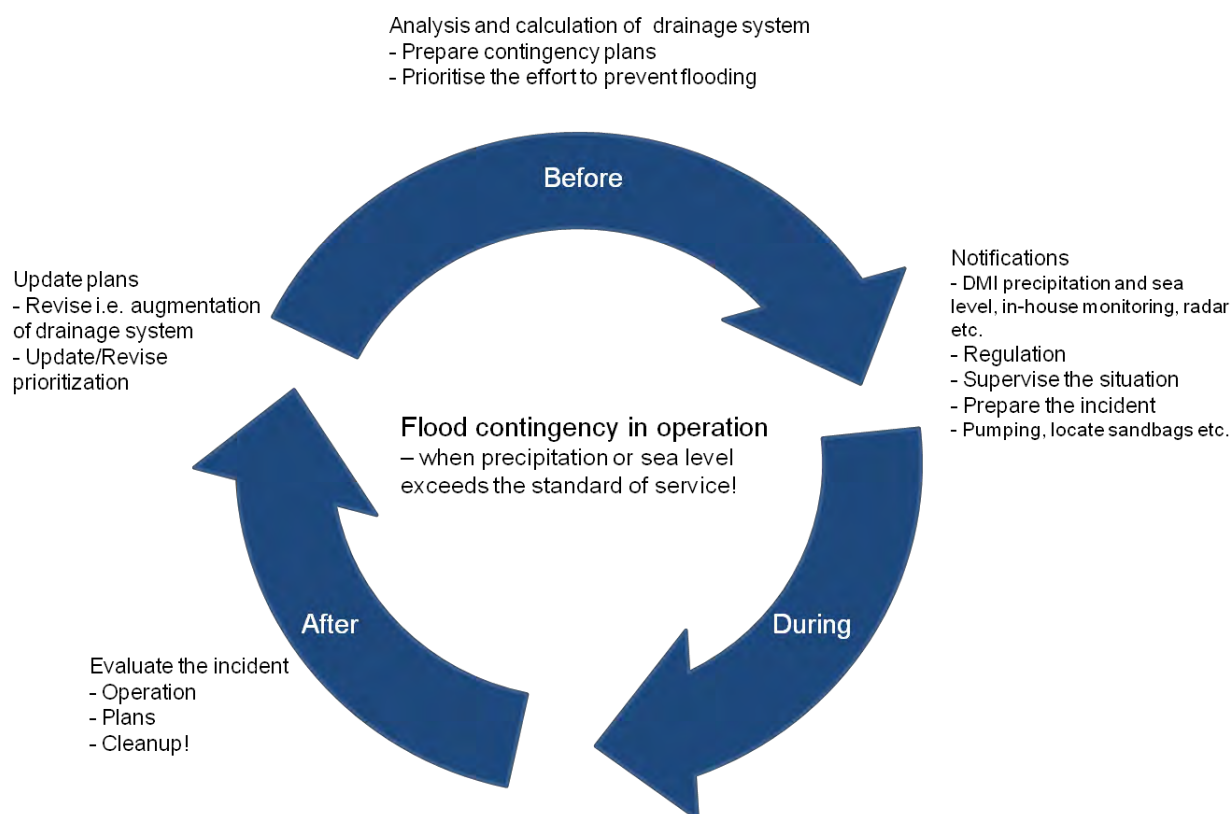 Analysis and calculation of drainage system
- Prepare contingency plans
- Prioritise the effort to prevent flooding
Before
Notifications
- DMI precipitation and sea
level, in-house monitoring, radar
etc.
- Regulation
- Supervise the situation
- Prepare the incident
- Pumping, locate sandbags etc.
Update plans
- Revise i.e. augmentation
of drainage system
- Update/Revise
prioritization
Flood contingency in operation
– when precipitation or sea level
exceeds the standard of service!
During
After
Evaluate the incident
- Operation
- Plans
- Cleanup!